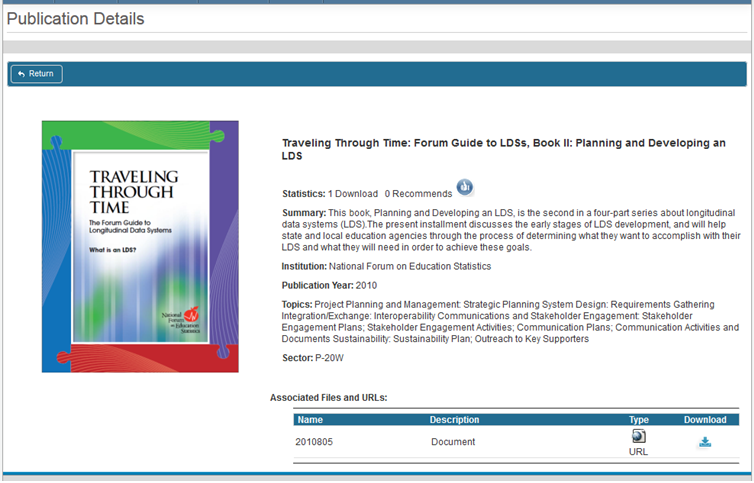 Publication Details
Return
TRAVELING
THROUGH
TIME
The Forum Guide to
Longitudinal Data Systems
What is an LDS?
National
Forum
on Education
Statistics
Traveling Through Time: Forum Guide to LDSs, Book II: Planning and Developing an
LDS
Statistics: 1 Download 0 Recommends
Summary: This book, Planning and Developing an LDS, is the second in a four-part series about longitudinal
data systems (LDS).The present installment discusses the early stages of LDS development, and will help
state and local education agencies through the process of determining what they want to accomplish with their
LDS and what they will need in order to achieve these goals.
Institution: National Forum on Education Statistics
Publication Year: 2010
Topics: Project Planning and Management: Strategic Planning System Design: Requirements Gathering
Integration/Exchange: Interoperability Communications and Stakeholder Engagement: Stakeholder
Engagement Plans; Stakeholder Engagement Activities; Communication Plans; Communication Activities and
Documents Sustainability: Sustainability Plan; Outreach to Key Supporters
Sector: P-20W
Associated Files and URLs:
Name Description Type Download
2010805 Document
URL